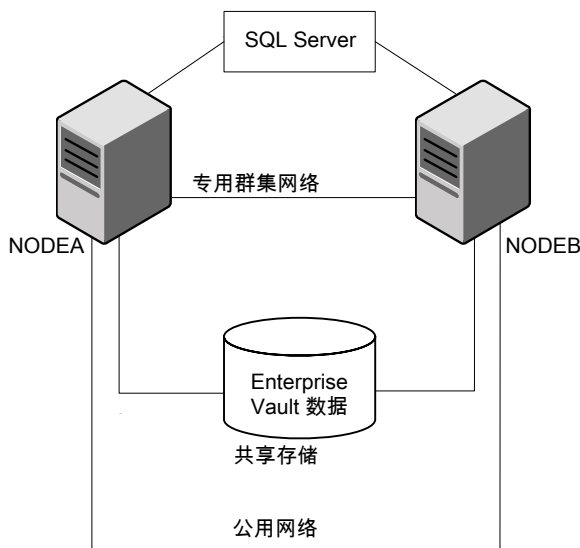 SQL Server
专用群集网络
NODEA
NODEB
Enterprise
Vault 数据
共享存储
公用网络